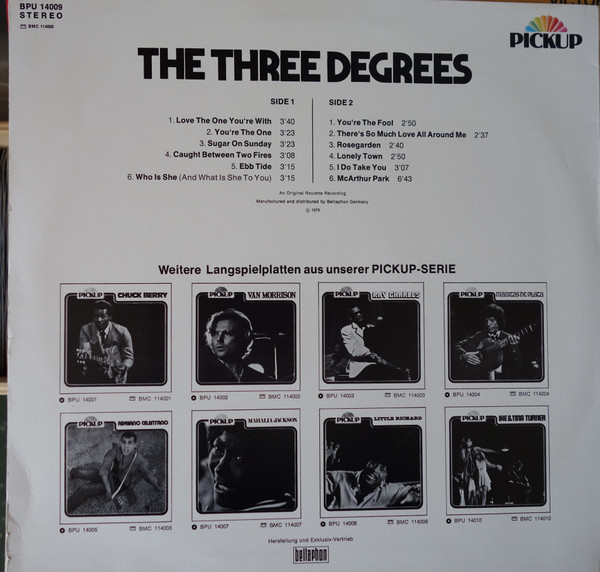 BPU 14009
STEREO
BMC 114009
PICKUP
THE THREE DEGREES
SIDE 1
1. Love The One You're With 3'40
2. You're The One 3'23
3. Sugar On Sunday 3'23
4. Caught Between Two Fires 3'08
5. Ebb Tide 3'15
6. Who Is She (And What Is She To You) 3'15
SIDE 2
1. You're The Fool 2'50
2. There's So Much Love All Around Me 2'37
3. Rosegarden 2'40
4. Lonely Town 2'50
5. I Do Take You 3'07
6. McArthur Park 6'43
An Original Roulette Recording
Manufactured and distributed by Bellaphon Germany
℗ 1975
Weitere Langspielplatten aus unserer PICKUP-SERIE
PICKUP CHUCK BERRY
BPU 14001 BMC 114001
PICKUP VAN MORRISON
BPU 14002 BMC 114002
PICKUP RAY CHARLES
BPU 14003 BMC 114003
PICKUP MANITAS DE PLATA
BPU 14004 BMC 114004
PICKUP ADRIANO CELENTANO
BPU 14005 BMC 114005
PICKUP MAHALIA JACKSON
BPU 14007 BMC 114007
PICKUP LITTLE RICHARD
BPU 14008 BMC 114008
PICKUP IKE & TINA TURNER
BPU 14010 BMC 114010
Herstellung und Exklusiv-Vertrieb
bellaphon